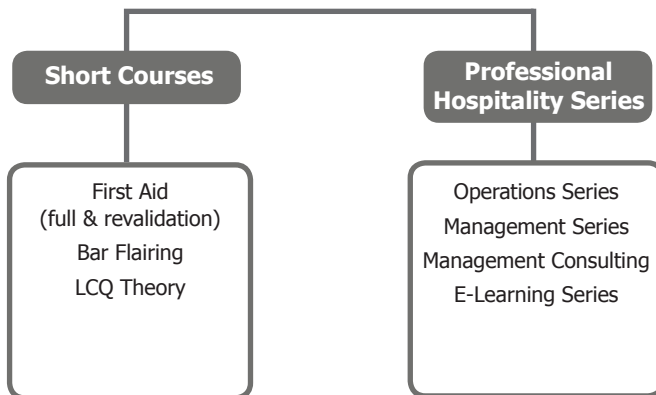 Short Courses
First Aid
(full & revalidation)
Bar Flairing
LCQ Theory
Professional
Hospitality Series
Operations Series
Management Series
Management Consulting
E-Learning Series